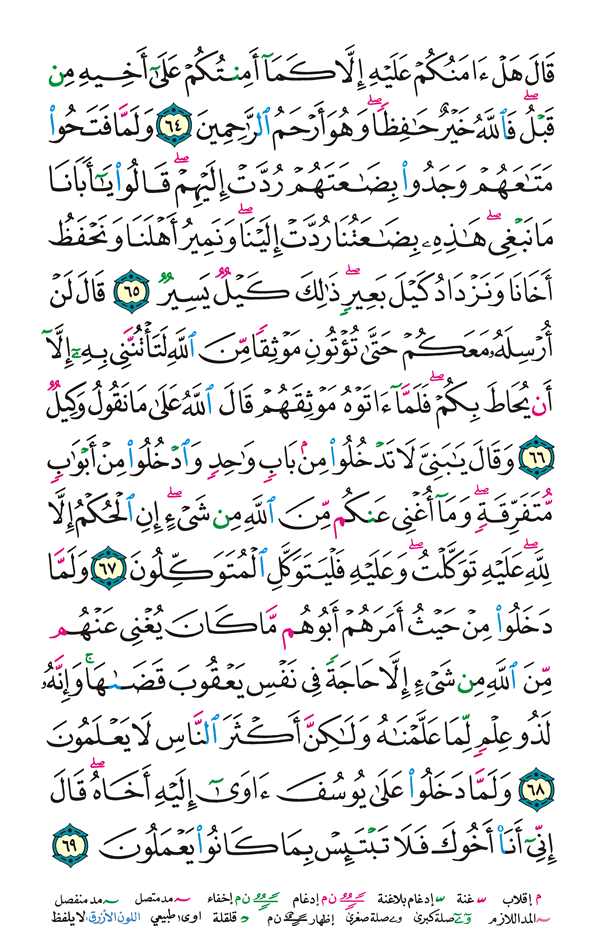 قَالَ هَلْ ءَامَنُكُمْ عَلَيْهِ إِلَّا كَمَآ أَمِنتُكُمْ عَلَىٰٓ أَخِيهِ مِن
قَبْلُ ۖ فَٱللَّهُ خَيْرٌ حَـٰفِظًا ۖ وَهُوَ أَرْحَمُ ٱلرَّٰحِمِينَ ٦٤ وَلَمَّا فَتَحُوا۟
مَتَـٰعَهُمْ وَجَدُوا۟ بِضَـٰعَتَهُمْ رُدَّتْ إِلَيْهِمْ ۖ قَالُوا۟ يَـٰٓأَبَانَا
مَا نَبْغِى ۖ هَـٰذِهِۦ بِضَـٰعَتُنَا رُدَّتْ إِلَيْنَا ۖ وَنَمِيرُ أَهْلَنَا وَنَحْفَظُ
أَخَانَا وَنَزْدَادُ كَيْلَ بَعِيرٍ ۖ ذَٰلِكَ كَيْلٌ يَسِيرٌ ٦٥ قَالَ لَنْ
أُرْسِلَهُۥ مَعَكُمْ حَتَّىٰ تُؤْتُونِ مَوْثِقًا مِّنَ ٱللَّهِ لَتَأْتُنَّنِى بِهِۦٓ إِلَّآ
أَن يُحَاطَ بِكُمْ ۖ فَلَمَّآ ءَاتَوْهُ مَوْثِقَهُمْ قَالَ ٱللَّهُ عَلَىٰ مَا نَقُولُ وَكِيلٌ
٦٦ وَقَالَ يَـٰبَنِىَّ لَا تَدْخُلُوا۟ مِنۢ بَابٍ وَٰحِدٍ وَٱدْخُلُوا۟ مِنْ أَبْوَٰبٍ
مُّتَفَرِّقَةٍ ۖ وَمَآ أُغْنِى عَنكُم مِّنَ ٱللَّهِ مِن شَىْءٍ ۖ إِنِ ٱلْحُكْمُ إِلَّا
لِلَّهِ ۖ عَلَيْهِ تَوَكَّلْتُ ۖ وَعَلَيْهِ فَلْيَتَوَكَّلِ ٱلْمُتَوَكِّلُونَ ٦٧ وَلَمَّا
دَخَلُوا۟ مِنْ حَيْثُ أَمَرَهُمْ أَبُوهُم مَّا كَانَ يُغْنِى عَنْهُم
مِّنَ ٱللَّهِ مِن شَىْءٍ إِلَّا حَاجَةً فِى نَفْسِ يَعْقُوبَ قَضَىٰهَا ۚ وَإِنَّهُۥ
لَذُو عِلْمٍ لِّمَا عَلَّمْنَـٰهُ وَلَـٰكِنَّ أَكْثَرَ ٱلنَّاسِ لَا يَعْلَمُونَ
٦٨ وَلَمَّا دَخَلُوا۟ عَلَىٰ يُوسُفَ ءَاوَىٰٓ إِلَيْهِ أَخَاهُ ۖ قَالَ
إِنِّىٓ أَنَا۠ أَخُوكَ فَلَا تَبْتَئِسْ بِمَا كَانُوا۟ يَعْمَلُونَ ٦٩
م إقلاب غنة إدغام بلاغنة ن م إدغام ن م إخفاء مد متصل مد منفصل
المد اللازم صلة كبرى صلة صغرى إظهار ن م قلقلة اوى طبيعي اللون الأزرق: لا يلفظ